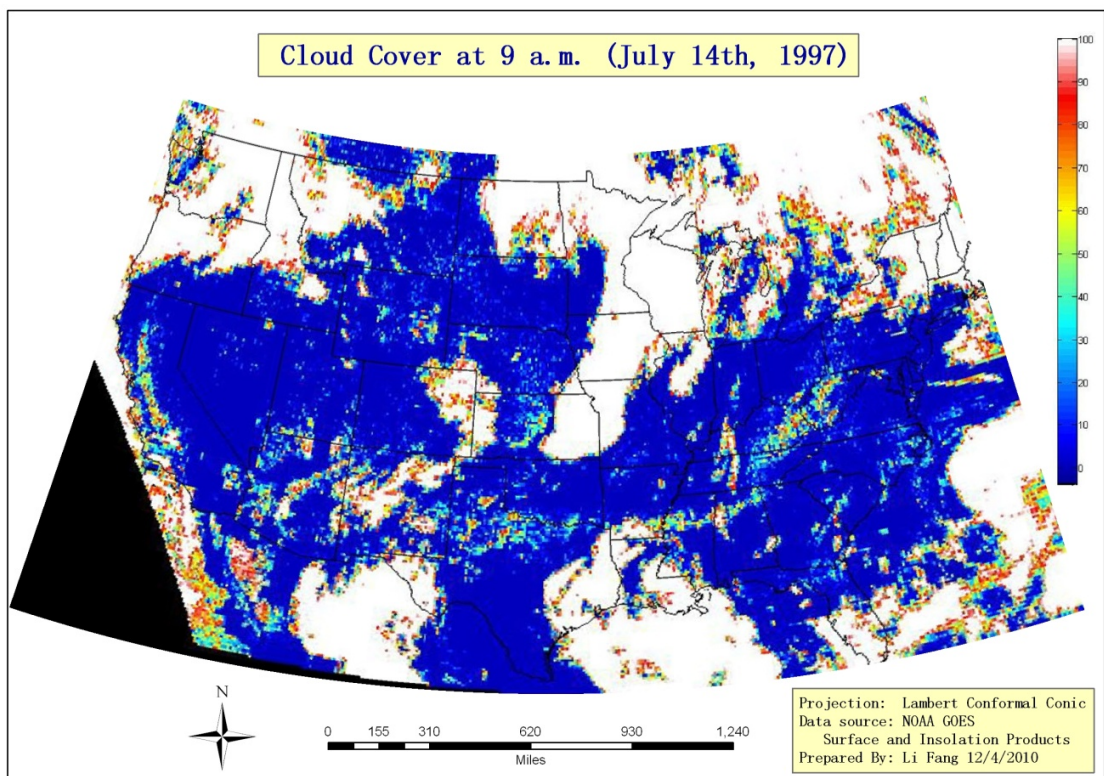 Cloud Cover at 9 a.m. (July 14th, 1997)
100
90
80
70
60
50
40
30
20
10
0
N
0 155 310 620 930 1,240
Miles
Projection: Lambert Conformal Conic
Data source: NOAA GOES
Surface and Insolation Products
Prepared By: Li Fang 12/4/2010